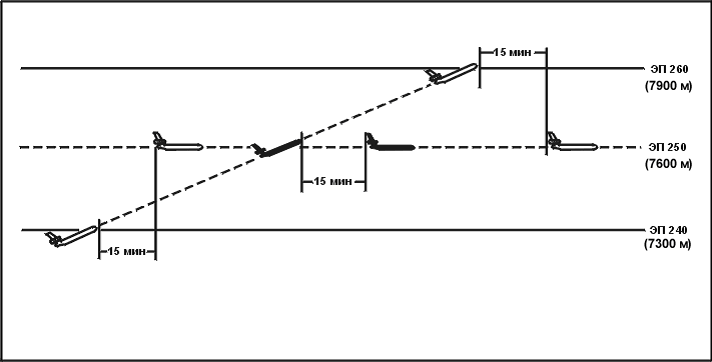 15 мин
ЭП 260
(7900 м)
ЭП 250
(7600 м)
15 мин
ЭП 240
(7300 м)
15 мин